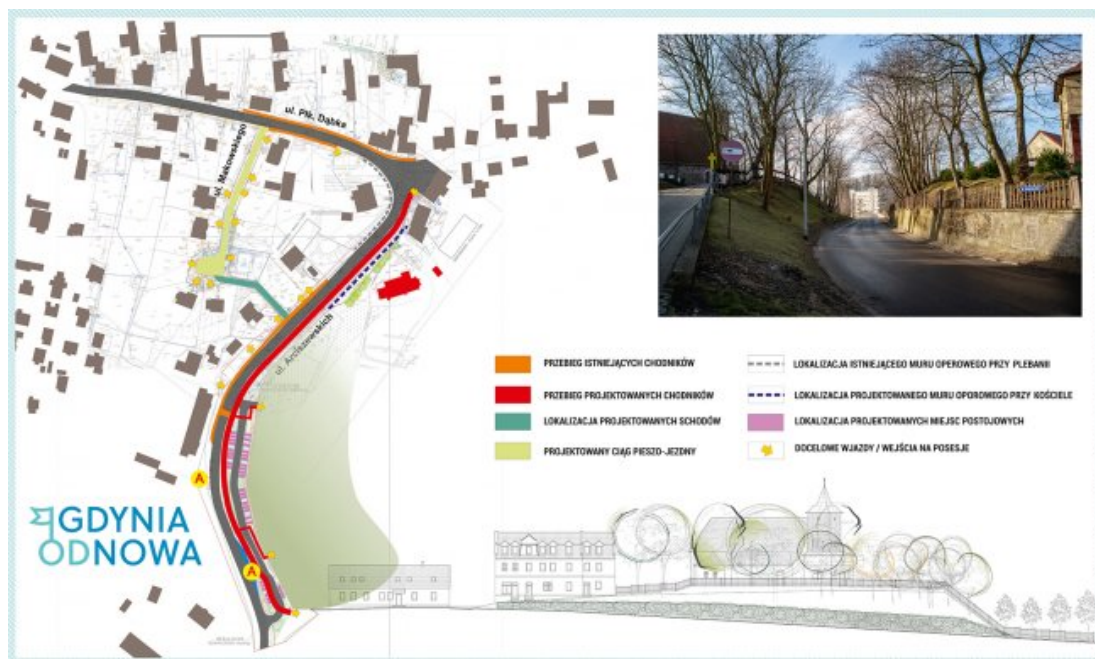 ul. Płk. Dąbka
ul. Makowskiego
ul. Arciszewskich
A
A
GDYNIA
ODNOWA
PRZEBIEG ISTNIEJĄCYCH CHODNIKÓW
PRZEBIEG PROJEKTOWANYCH CHODNIKÓW
LOKALIZACJA PROJEKTOWANYCH SCHODÓW
PROJEKTOWANY CIĄG PIESZO-JEZDNY
LOKALIZACJA ISTNIEJĄCEGO MURU OPEROWEGO PRZY PLEBANII
LOKALIZACJA PROJEKTOWANEGO MURU OPOROWEGO PRZY KOŚCIELE
LOKALIZACJA PROJEKTOWANYCH MIEJSC POSTOJOWYCH
DOCELOWE WJAZDY / WEJŚCIA NA POSESJE